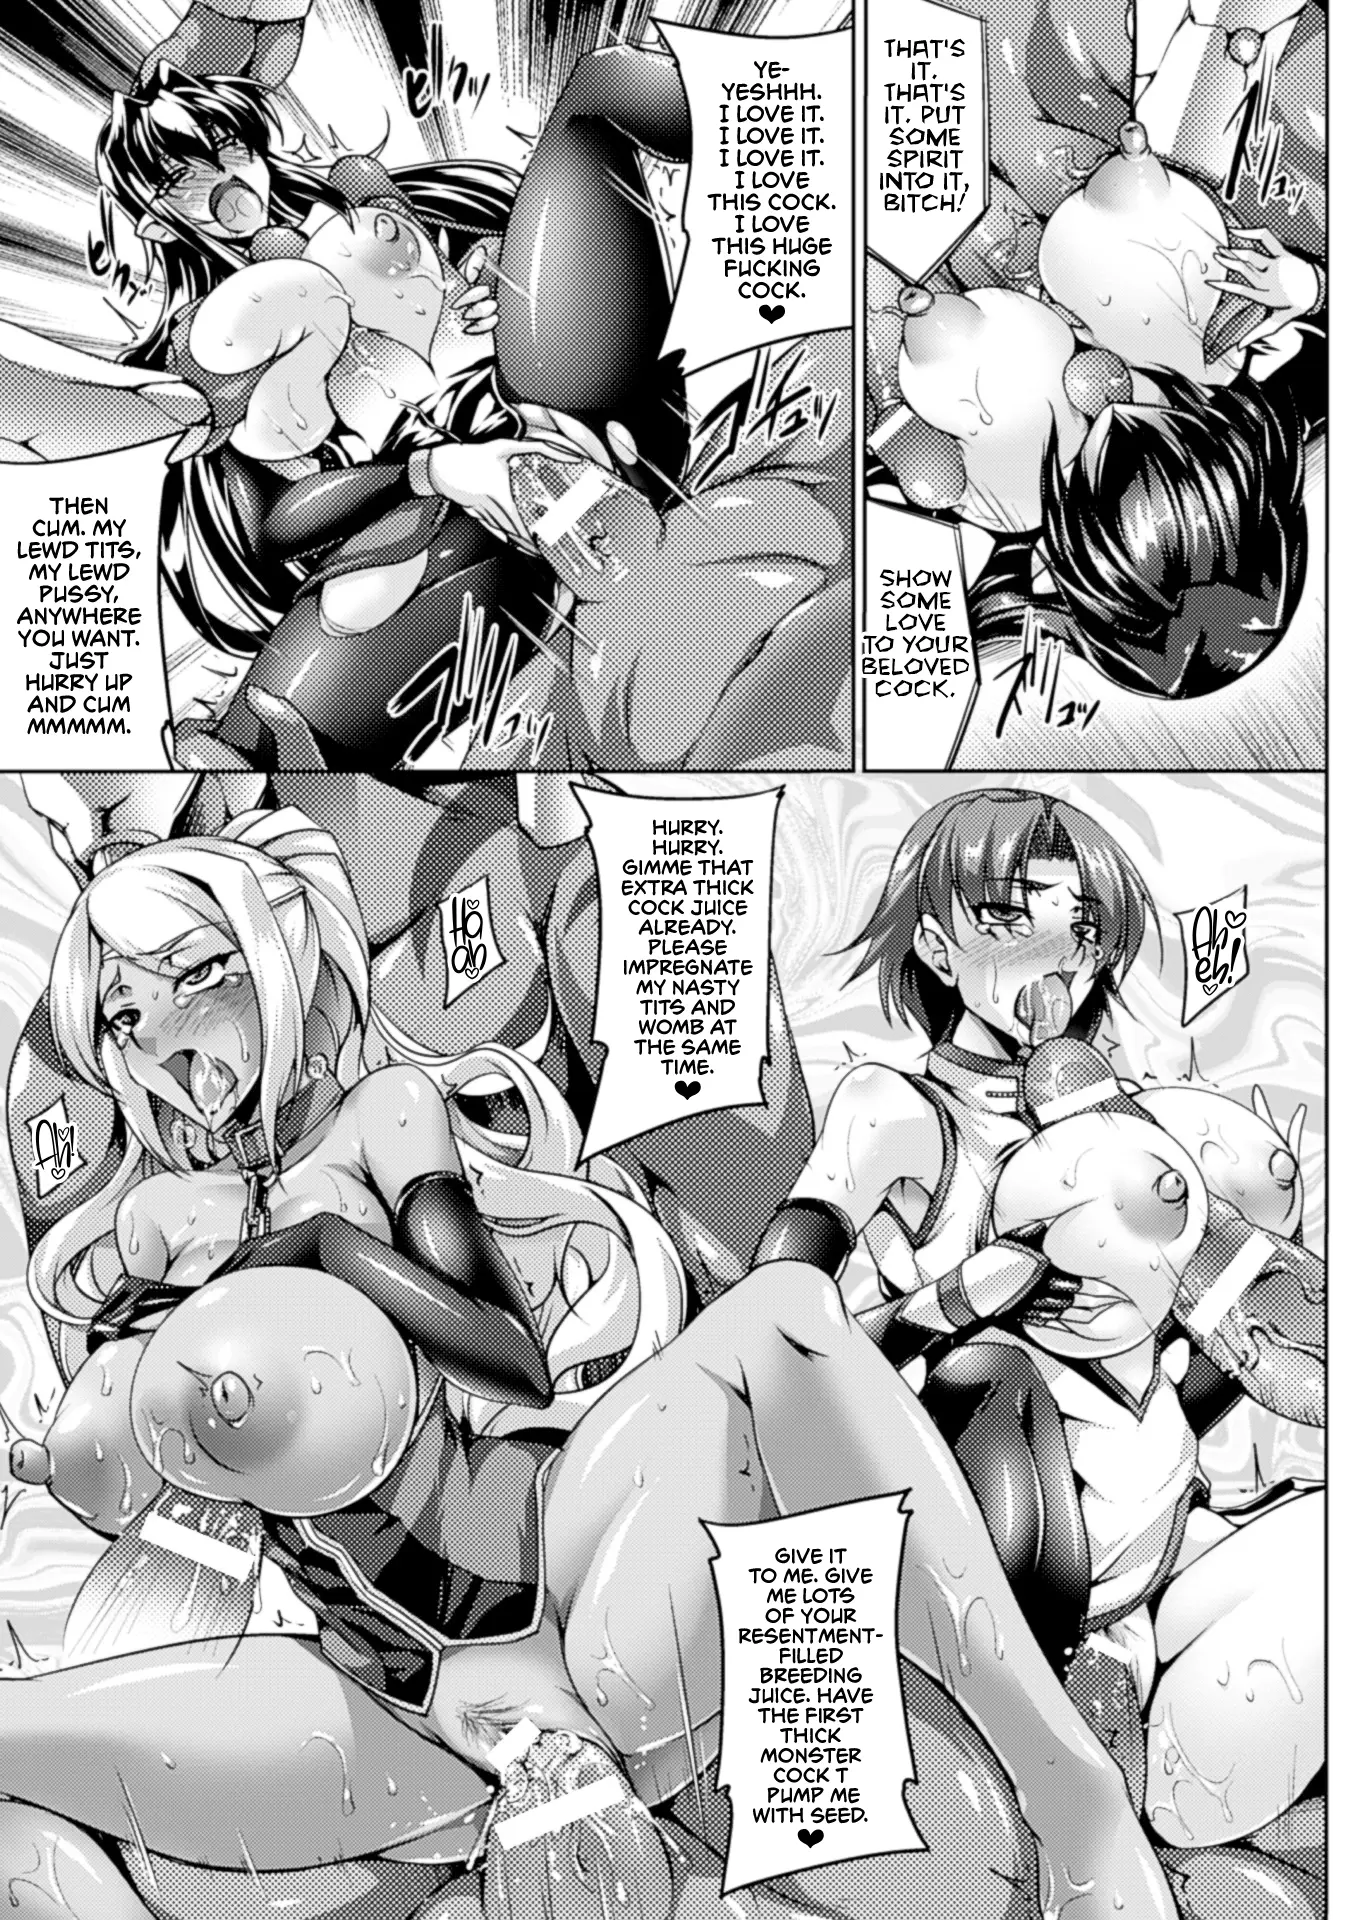 THAT'S
IT.
THAT'S
IT. PUT
SOME
SPIRIT
INTO IT,
BITCH!
SHOW
SOME
LOVE
TO YOUR
BELOVED
COCK.
YE-
YESHHH.
I LOVE IT.
I LOVE IT.
I LOVE IT.
I LOVE
THIS COCK.
I LOVE
THIS HUGE
FUCKING
COCK.
THEN
CUM. MY
LEWD TITS,
MY LEWD
PUSSY,
ANYWHERE
YOU WANT.
JUST
HURRY UP
AND CUM
MMMMM.
Ah
eh!
HURRY.
HURRY.
GIMME THAT
EXTRA THICK
COCK JUICE
ALREADY.
PLEASE
IMPREGNATE
MY NASTY
TITS AND
WOMB AT
THE SAME
TIME.
Ha
ah
Ah!
GIVE IT
TO ME. GIVE
ME LOTS
OF YOUR
RESENTMENT-
FILLED
BREEDING
JUICE. HAVE
THE FIRST
THICK
MONSTER
COCK T
PUMP ME
WITH SEED.